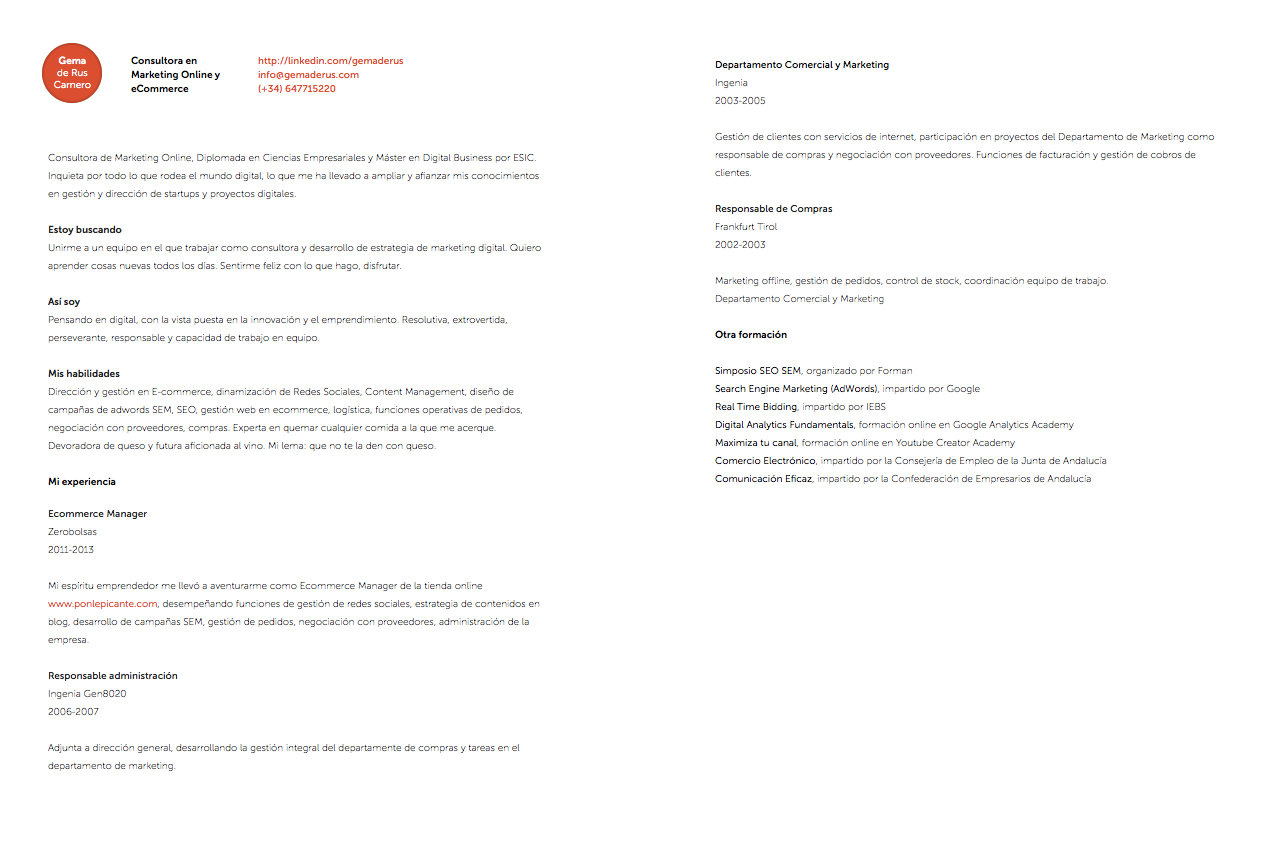 Gema
de Rus
Carnero
Consultora en
Marketing Online y
eCommerce
http://linkedin.com/gemaderus
info@gemaderus.com
(+34) 647715220
Consultora de Marketing Online, Diplomada en Ciencias Empresariales y Máster en Digital Business por ESIC.
Inquieta por todo lo que rodea el mundo digital, lo que me ha llevado a ampliar y afianzar mis conocimientos
en gestión y dirección de startups y proyectos digitales.
Estoy buscando
Unirme a un equipo en el que trabajar como consultora y desarrollo de estrategia de marketing digital. Quiero
aprender cosas nuevas todos los días. Sentirme feliz con lo que hago, disfrutar.
Así soy
Pensando en digital, con la vista puesta en la innovación y el emprendimiento. Resolutiva, extrovertida,
perseverante, responsable y capacidad de trabajo en equipo.
Mis habilidades
Dirección y gestión en E-commerce, dinamización de Redes Sociales, Content Management, diseño de
campañas de adwords SEM, SEO, gestión web en ecommerce, logística, funciones operativas de pedidos,
negociación con proveedores, compras. Experta en quemar cualquier comida a la que me acerque.
Devoradora de queso y futura aficionada al vino. Mi lema: que no te la den con queso.
Mi experiencia
Ecommerce Manager
Zerobolsas
2011-2013
Mi espíritu emprendedor me llevó a aventurarme como Ecommerce Manager de la tienda online
www.ponlepicante.com, desempeñando funciones de gestión de redes sociales, estrategia de contenidos en
blog, desarrollo de campañas SEM, gestión de pedidos, negociación con proveedores, administración de la
empresa.
Responsable administración
Ingenia Gen8020
2006-2007
Adjunta a dirección general, desarrollando la gestión integral del departamente de compras y tareas en el
departamento de marketing.
Departamento Comercial y Marketing
Ingenia
2003-2005
Gestión de clientes con servicios de internet, participación en proyectos del Departamento de Marketing como
responsable de compras y negociación con proveedores. Funciones de facturación y gestión de cobros de
clientes.
Responsable de Compras
Frankfurt Tirol
2002-2003
Marketing offline, gestión de pedidos, control de stock, coordinación equipo de trabajo.
Departamento Comercial y Marketing
Otra formación
Simposio SEO SEM, organizado por Forman
Search Engine Marketing (AdWords), impartido por Google
Real Time Bidding, impartido por IEBS
Digital Analytics Fundamentals, formación online en Google Analytics Academy
Maximiza tu canal, formación online en Youtube Creator Academy
Comercio Electrónico, impartido por la Consejería de Empleo de la Junta de Andalucía
Comunicación Eficaz, impartido por la Confederación de Empresarios de Andalucía